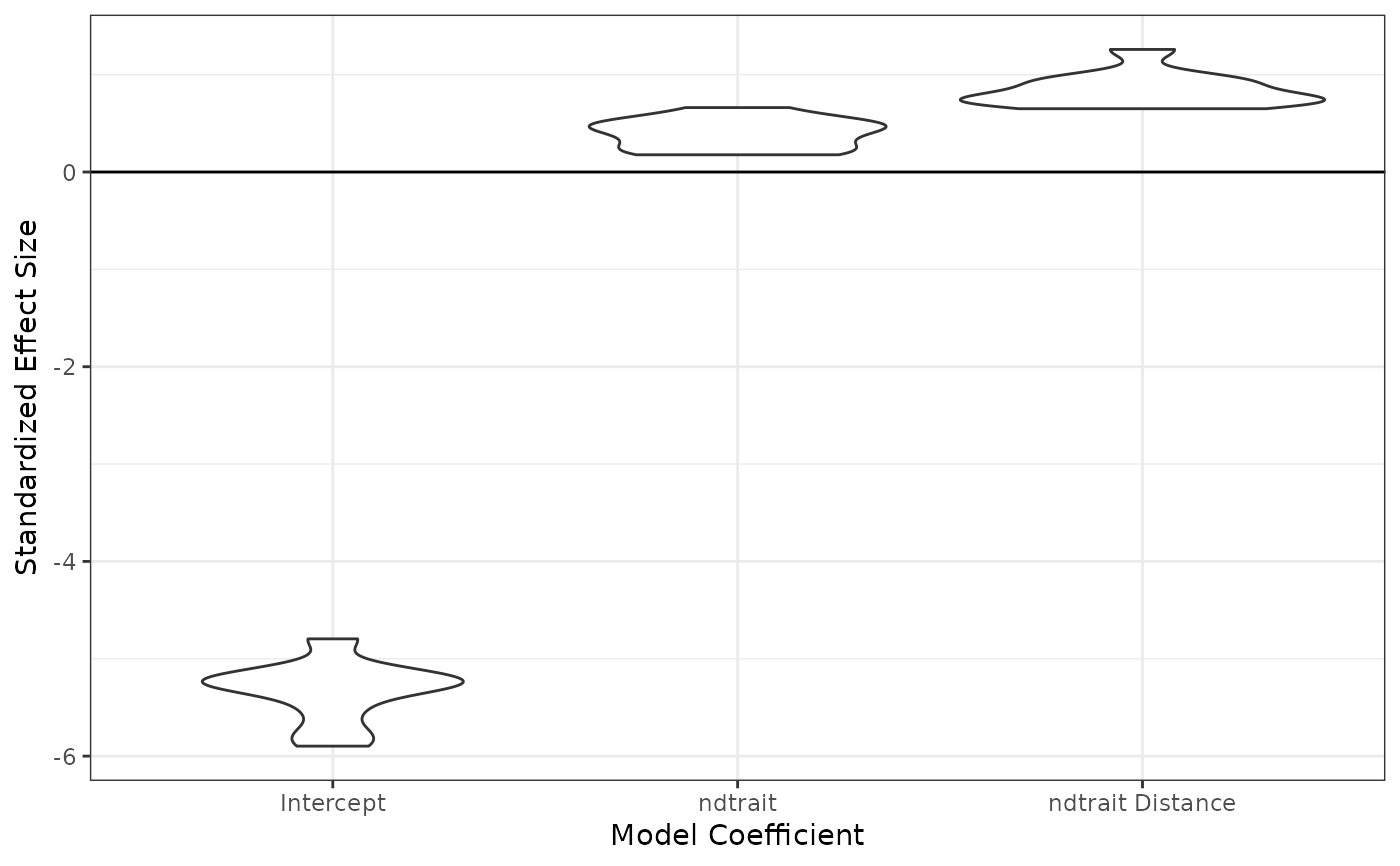 Standardized Effect Size
0
-2
-4
-6
Intercept
ndtrait
ndtrait Distance
Model Coefficient